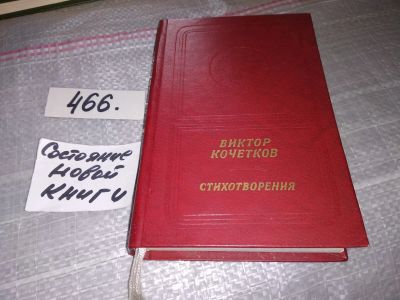 466.
Состояние
новой
книги
ВИКТОР
КОЧЕТКОВ
СТИХОТВОРЕНИЯ